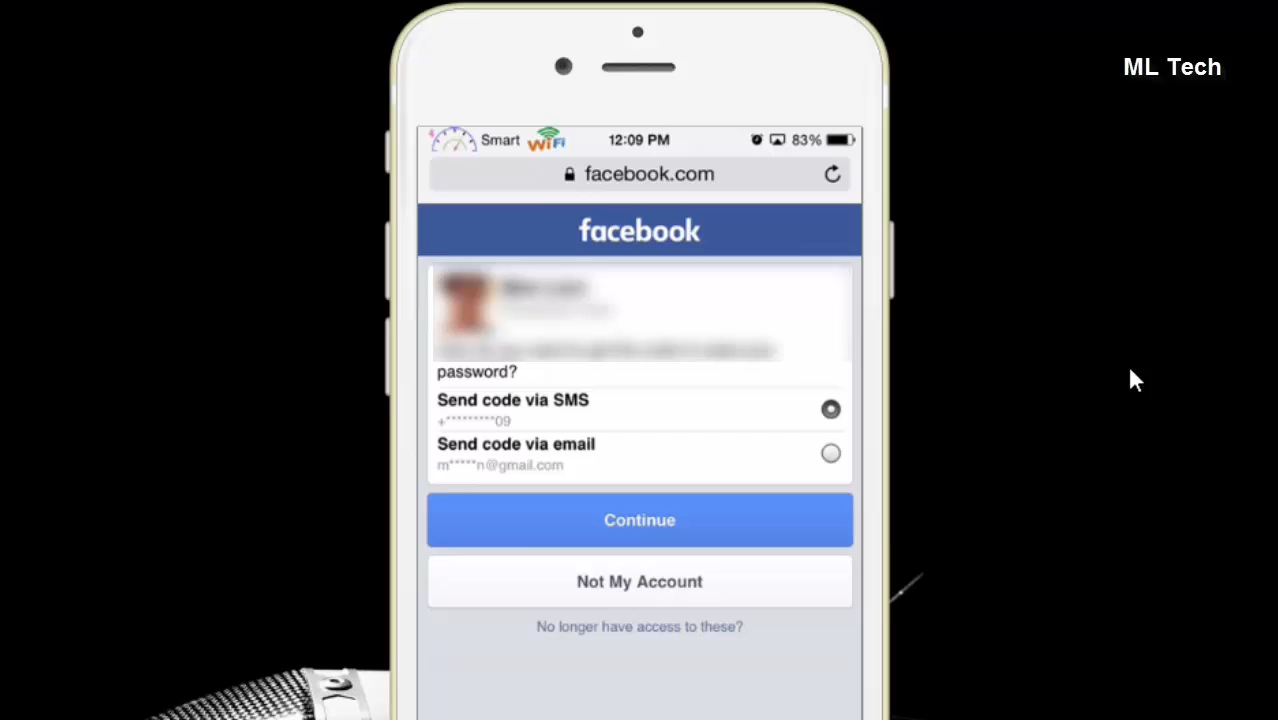 ML Tech
Smart WiFi 12:09 PM 83%
facebook.com
facebook
password?
Send code via SMS
+*********09
Send code via email
m*****n@gmail.com
Continue
Not My Account
No longer have access to these?